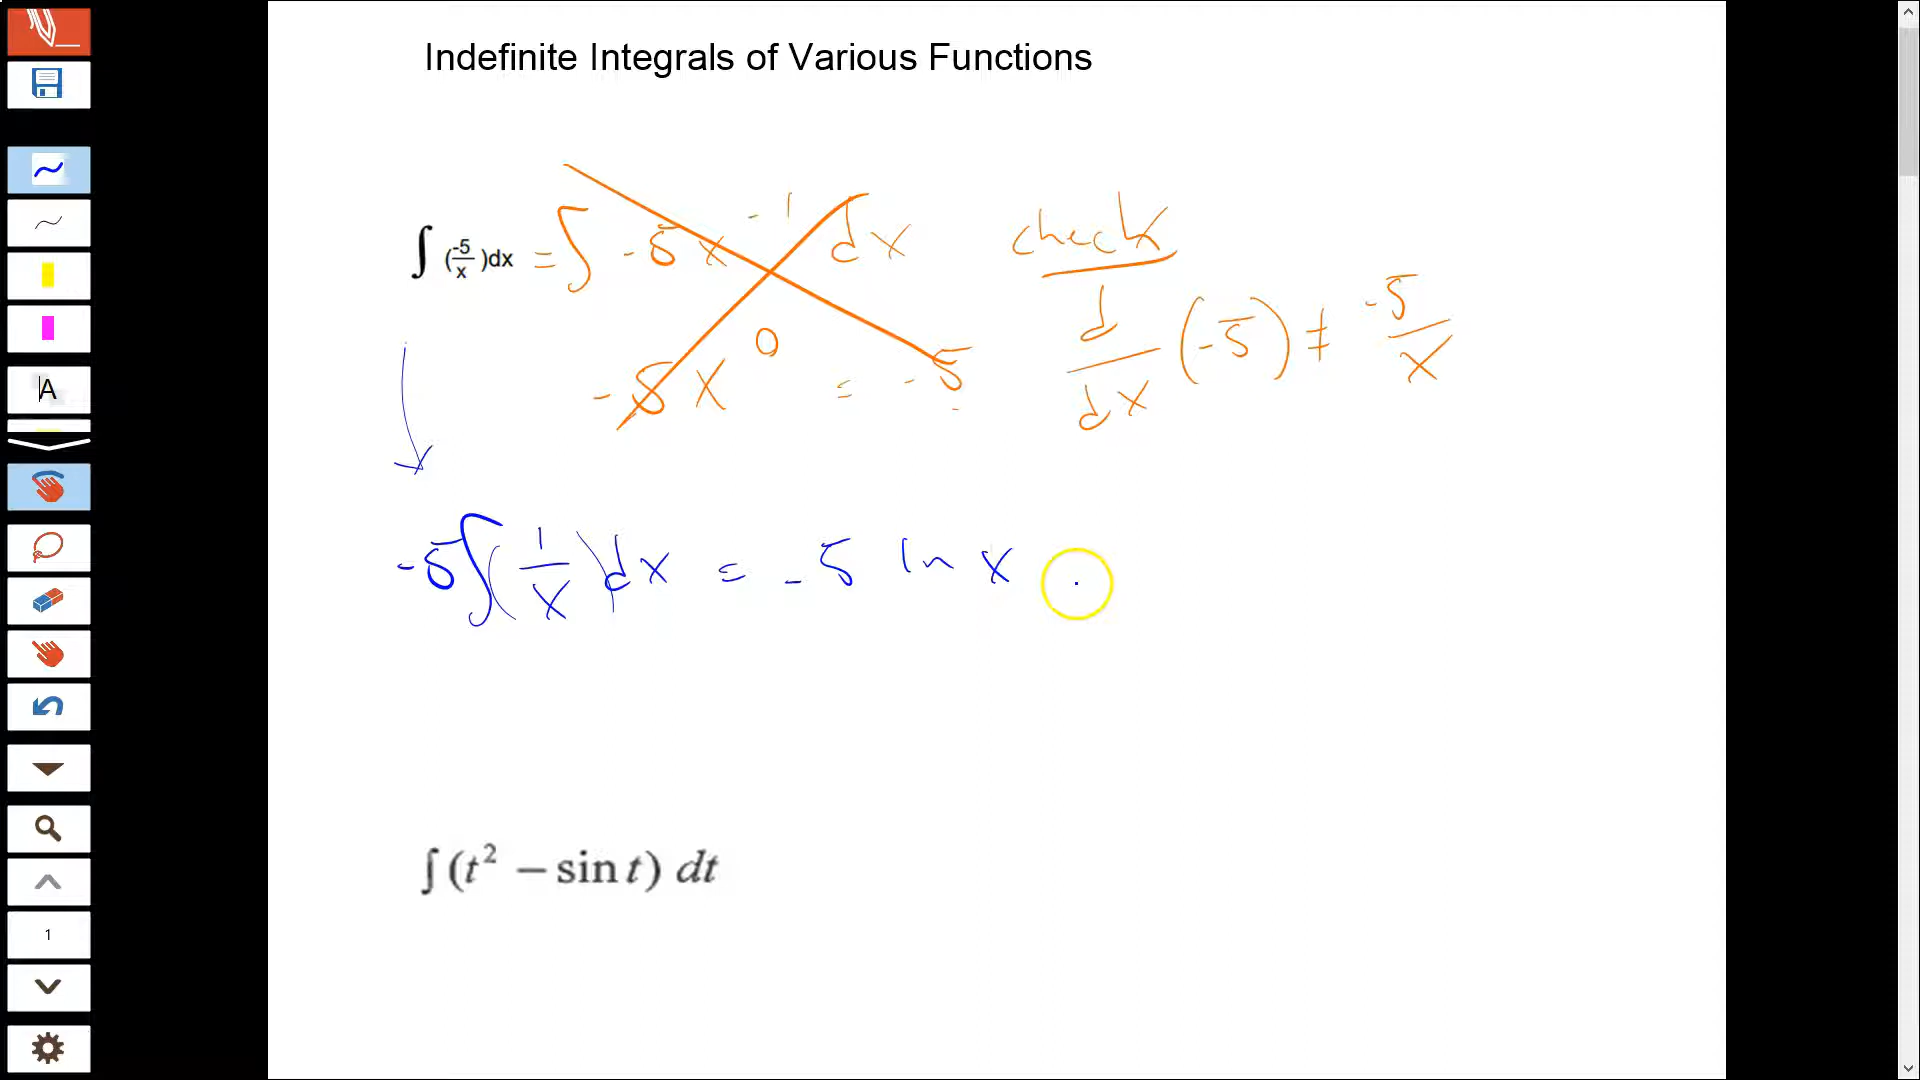 Indefinite Integrals of Various Functions
∫ (-5/x)dx = ∫ -5x^-1 dx
check
-5x^0 = -5
d/dx (-5) ≠ -5/x
-5∫(1/x)dx = -5 ln x
∫(t² − sin t) dt
A
1